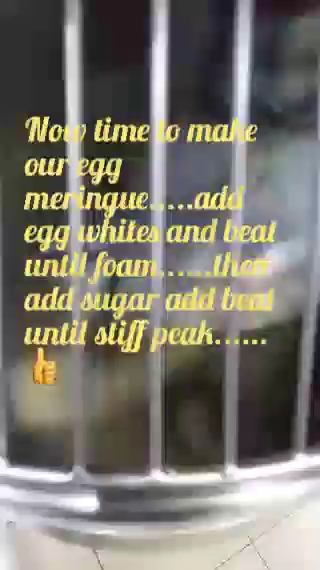 Now time to make
our egg
meringue.....add
egg whites and beat
until foam......then
add sugar add beat
until stiff peak......
👍